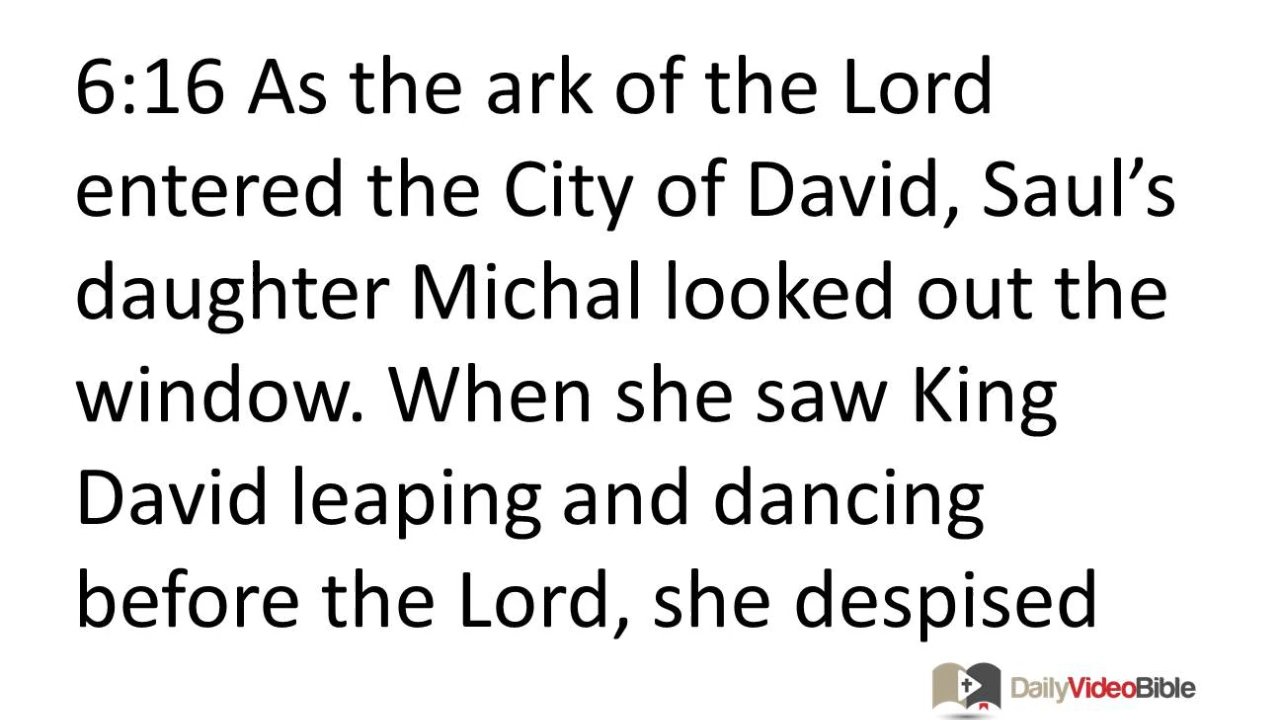 6:16 As the ark of the Lord
entered the City of David, Saul’s
daughter Michal looked out the
window. When she saw King
David leaping and dancing
before the Lord, she despised
DailyVideoBible